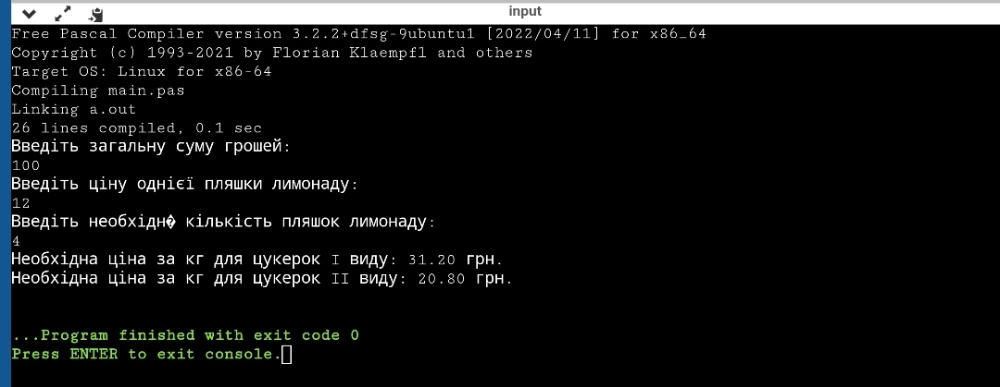 input
Free Pascal Compiler version 3.2.2+dfsg-9ubuntu1 [2022/04/11] for x86_64
Copyright (c) 1993-2021 by Florian Klaempfl and others
Target OS: Linux for x86-64
Compiling main.pas
Linking a.out
26 lines compiled, 0.1 sec
Введіть загальну суму грошей:
100
Введіть ціну однієї пляшки лимонаду:
12
Введіть необхідн� кількість пляшок лимонаду:
4
Необхідна ціна за кг для цукерок I виду: 31.20 грн.
Необхідна ціна за кг для цукерок II виду: 20.80 грн.
...Program finished with exit code 0
Press ENTER to exit console.